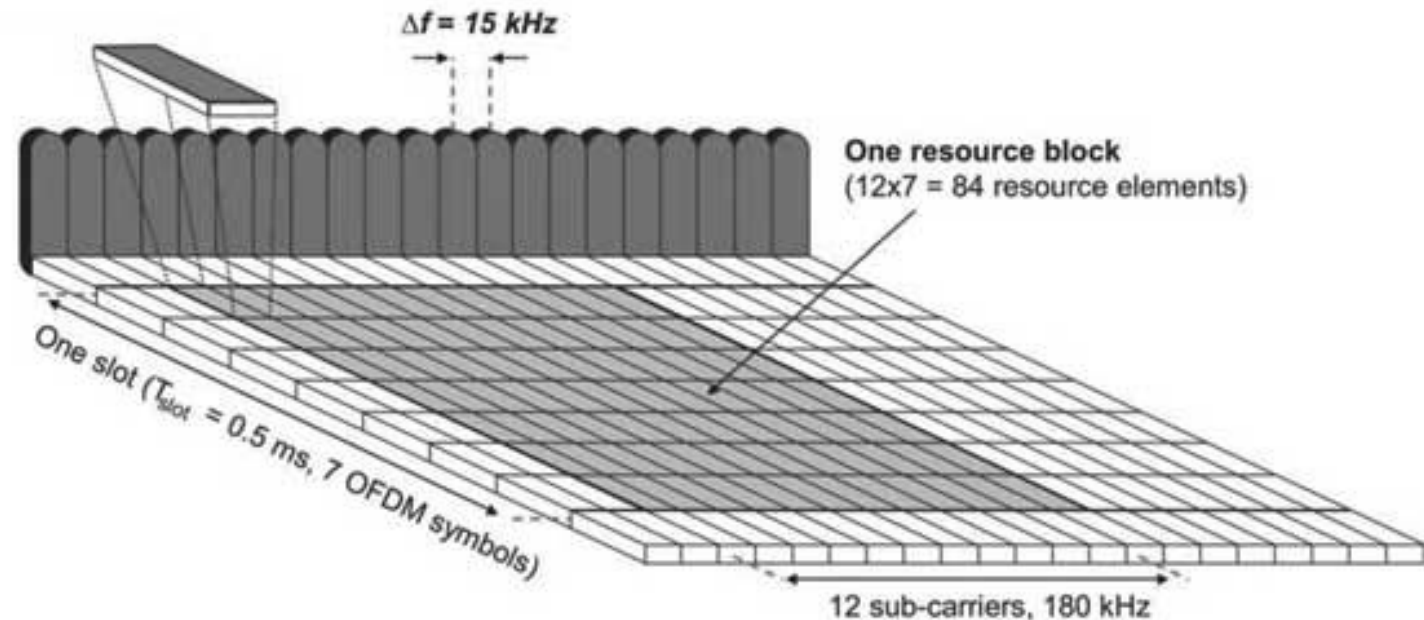 Δf = 15 kHz
One resource block
(12x7 = 84 resource elements)
One slot (Tslot = 0.5 ms, 7 OFDM symbols)
12 sub-carriers, 180 kHz